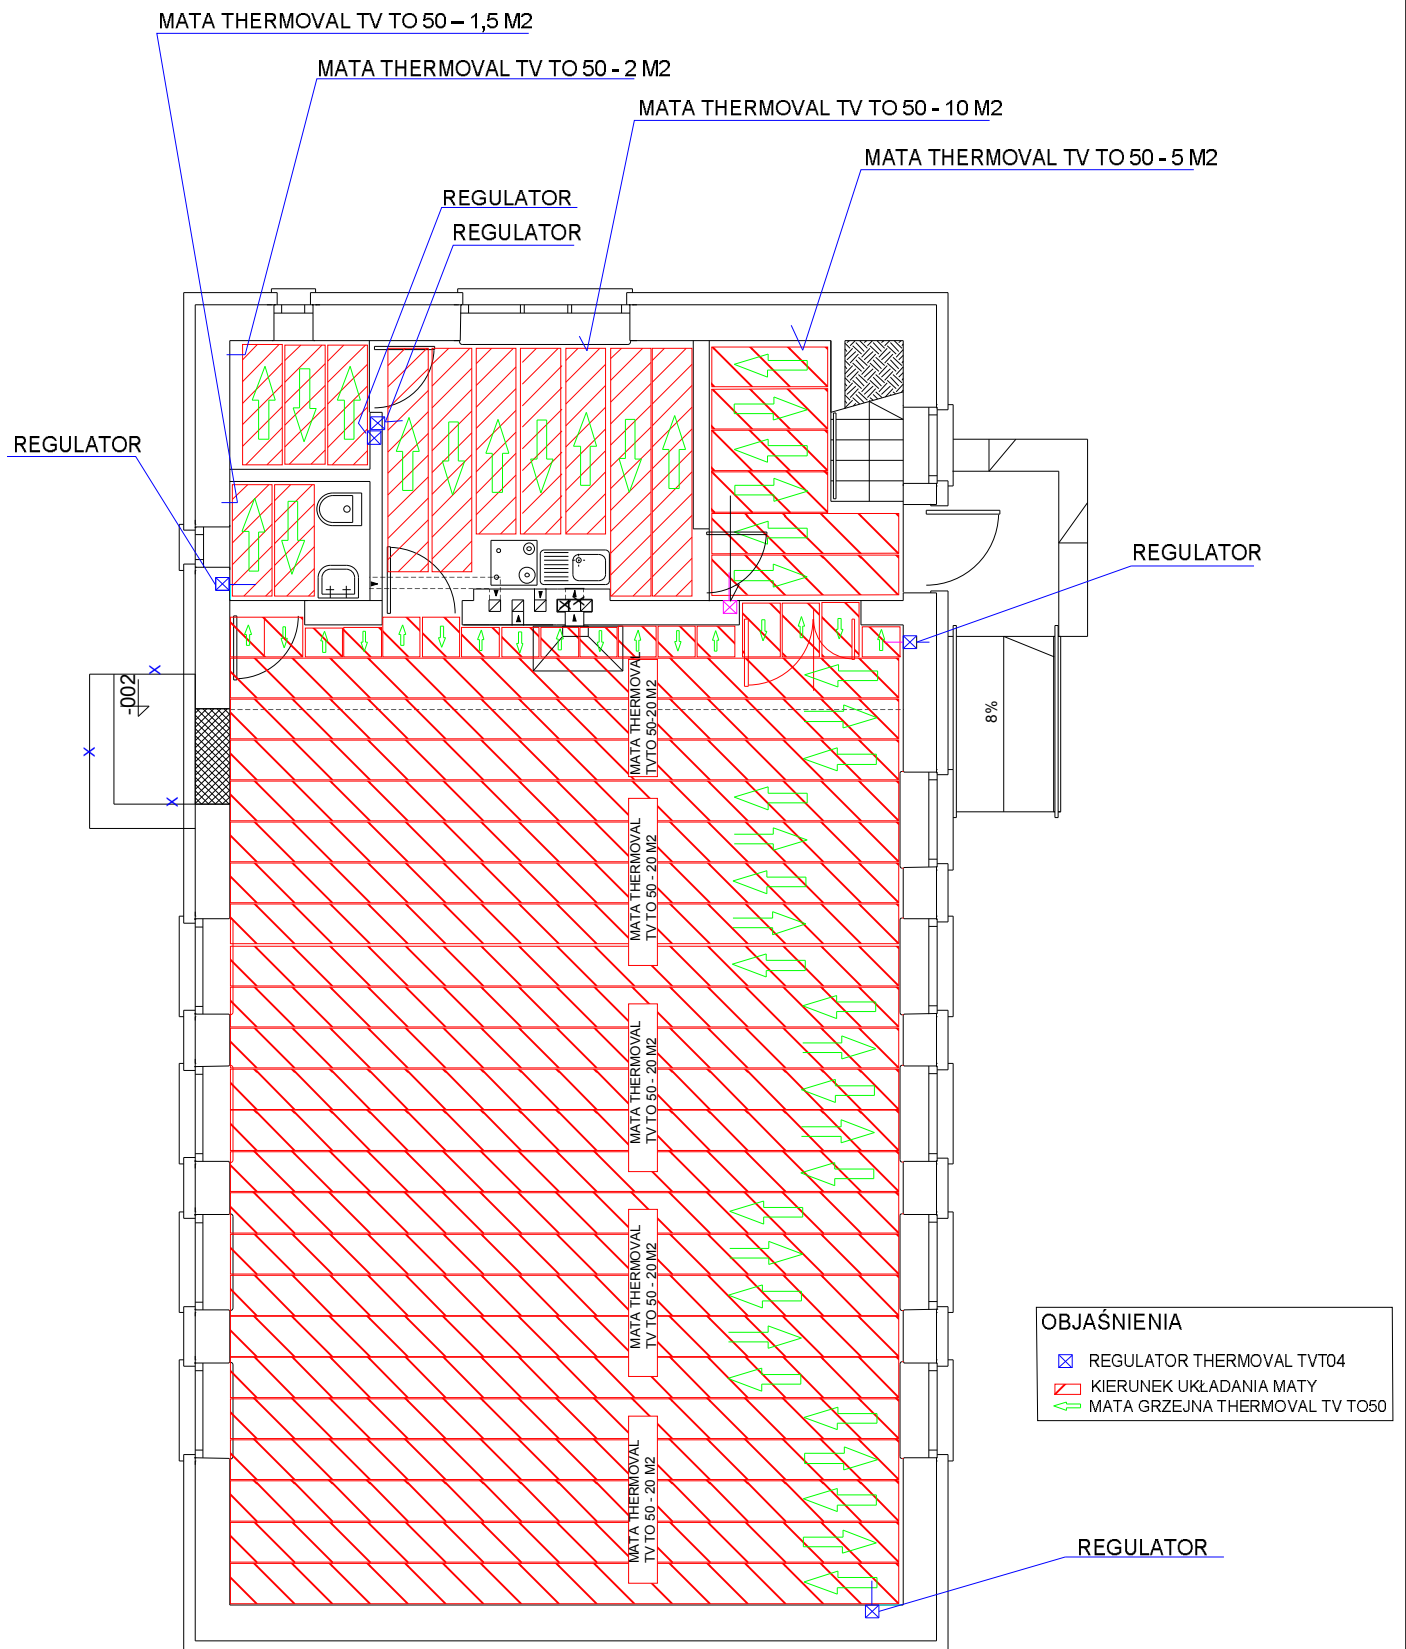 MATA THERMOVAL TV TO 50 – 1,5 M2
MATA THERMOVAL TV TO 50 - 2 M2
MATA THERMOVAL TV TO 50 - 10 M2
MATA THERMOVAL TV TO 50 - 5 M2
REGULATOR
REGULATOR
REGULATOR
REGULATOR
-002
8%
MATA THERMOVAL
TVTO 50-20 M2
MATA THERMOVAL
TV TO 50 - 20 M2
MATA THERMOVAL
TV TO 50 - 20 M2
MATA THERMOVAL
TV TO 50 - 20 M2
MATA THERMOVAL
TV TO 50 - 20 M2
OBJAŚNIENIA
REGULATOR THERMOVAL TVT04
KIERUNEK UKŁADANIA MATY
MATA GRZEJNA THERMOVAL TV TO50
REGULATOR